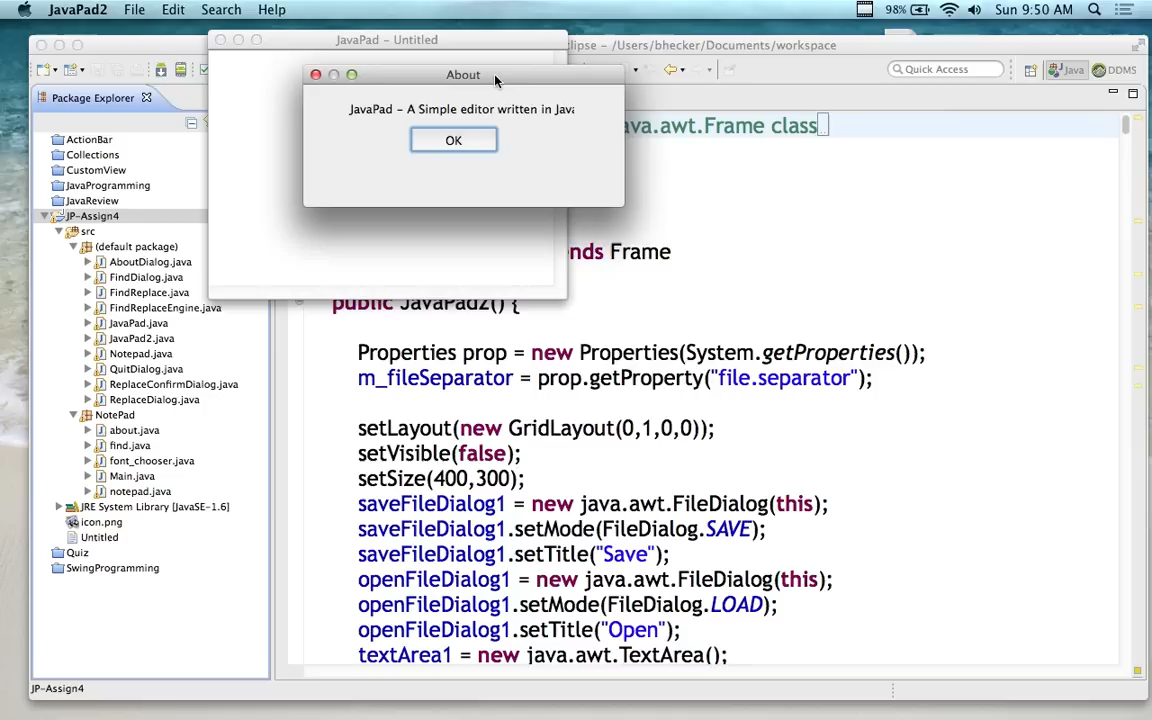 JavaPad2 File Edit Search Help 98% Sun 9:50 AM
JavaPad – Untitled
clipse – /Users/bhecker/Documents/workspace
About
Quick Access
Java
DDMS
Package Explorer
JavaPad – A Simple editor written in Java
OK
ava.awt.Frame class
ActionBar
Collections
CustomView
JavaProgramming
JavaReview
JP-Assign4
src
(default package)
AboutDialog.java
FindDialog.java
FindReplace.java
FindReplaceEngine.java
JavaPad.java
JavaPad2.java
Notepad.java
QuitDialog.java
ReplaceConfirmDialog.java
ReplaceDialog.java
NotePad
about.java
find.java
font_chooser.java
Main.java
notepad.java
JRE System Library [JavaSE-1.6]
icon.png
Untitled
Quiz
SwingProgramming
ends Frame
public JavaPad2() {
Properties prop = new Properties(System.getProperties());
m_fileSeparator = prop.getProperty("file.separator");
setLayout(new GridLayout(0,1,0,0));
setVisible(false);
setSize(400,300);
saveFileDialog1 = new java.awt.FileDialog(this);
saveFileDialog1.setMode(FileDialog.SAVE);
saveFileDialog1.setTitle("Save");
openFileDialog1 = new java.awt.FileDialog(this);
openFileDialog1.setMode(FileDialog.LOAD);
openFileDialog1.setTitle("Open");
textArea1 = new java.awt.TextArea();
JP-Assign4